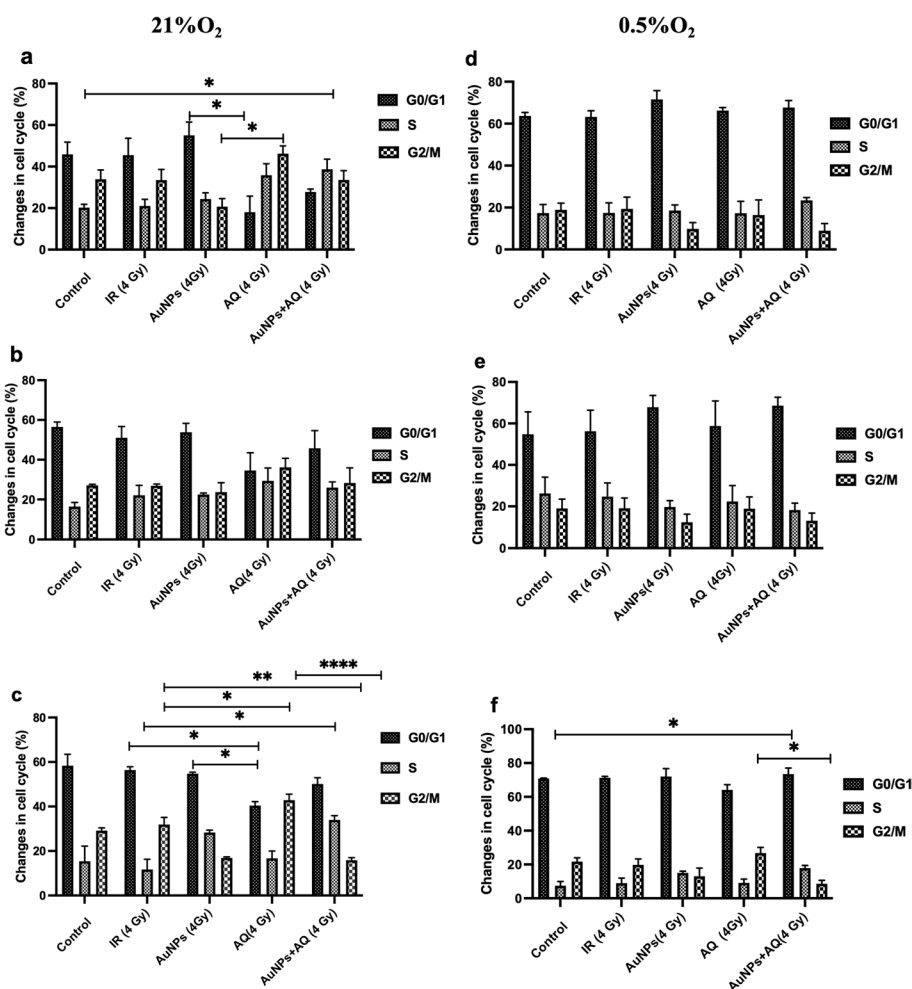 21%O₂
0.5%O₂
a
Changes in cell cycle (%)
80
60
40
20
0
*
*
*
G0/G1
S
G2/M
Control
IR (4 Gy)
AuNPs (4Gy)
AQ (4 Gy)
AuNPs+AQ (4 Gy)
d
Changes in cell cycle (%)
80
60
40
20
0
G0/G1
S
G2/M
Control
IR (4 Gy)
AuNPs(4 Gy)
AQ (4Gy)
AuNPs+AQ (4 Gy)
b
Changes in cell cycle (%)
80
60
40
20
0
G0/G1
S
G2/M
Control
IR (4 Gy)
AuNPs (4Gy)
AQ(4 Gy)
AuNPs+AQ (4 Gy)
e
Changes in cell cycle (%)
80
60
40
20
0
G0/G1
S
G2/M
Control
IR (4 Gy)
AuNPs(4 Gy)
AQ (4Gy)
AuNPs+AQ (4 Gy)
c
Changes in cell cycle (%)
80
60
40
20
0
****
**
*
*
*
*
G0/G1
S
G2/M
Control
IR (4 Gy)
AuNPs (4Gy)
AQ(4 Gy)
AuNPs+AQ (4 Gy)
f
Changes in cell cycle (%)
100
80
60
40
20
0
*
*
G0/G1
S
G2/M
Control
IR (4 Gy)
AuNPs(4 Gy)
AQ (4Gy)
AuNPs+AQ(4 Gy)